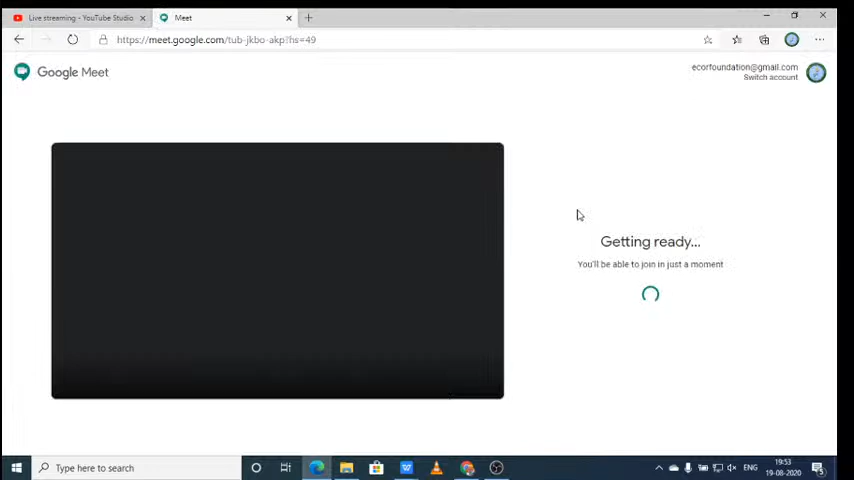 Live streaming - YouTube Studio
Meet
https://meet.google.com/tub-jkbo-akp?hs=49
Google Meet
ecorfoundation@gmail.com
Switch account
Getting ready...
You'll be able to join in just a moment
Type here to search
ENG
19:53
19-08-2020
5